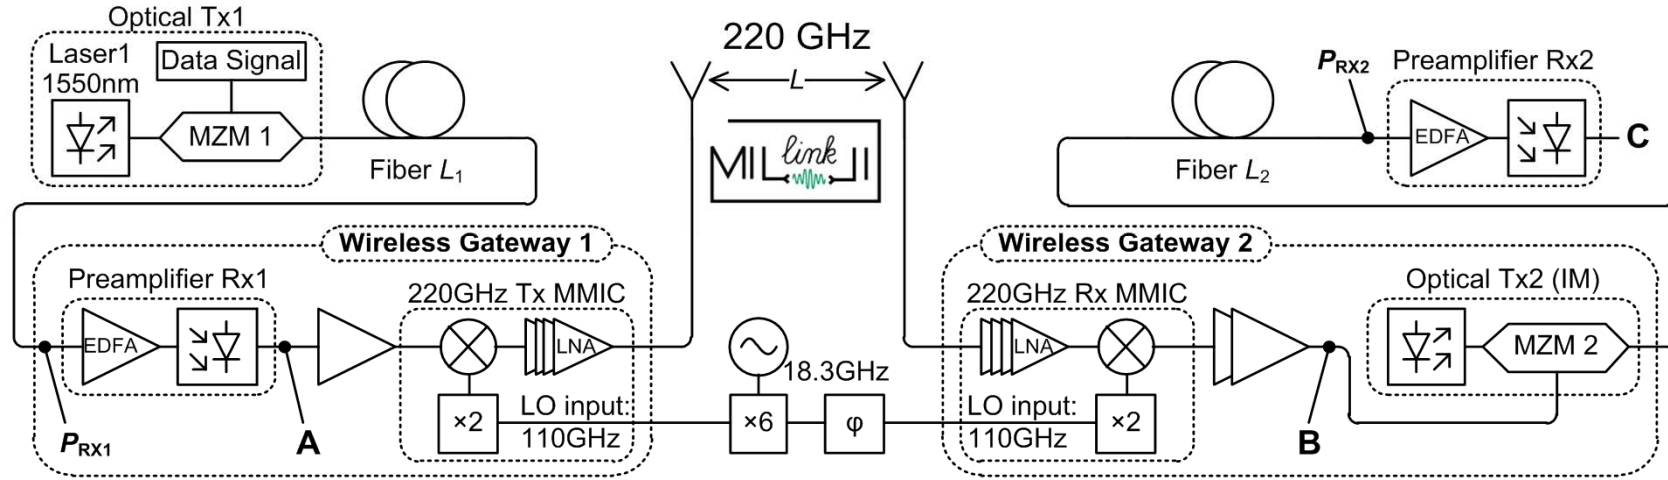 Optical Tx1
Laser1
1550nm
Data Signal
MZM 1
Fiber L1
220 GHz
L
MIL link JI
PRX2
Preamplifier Rx2
EDFA
C
Fiber L2
Wireless Gateway 1
Preamplifier Rx1
EDFA
PRX1
A
220GHz Tx MMIC
LNA
×2
LO input:
110GHz
18.3GHz
×6
φ
Wireless Gateway 2
220GHz Rx MMIC
LNA
LO input:
110GHz
×2
B
Optical Tx2 (IM)
MZM 2